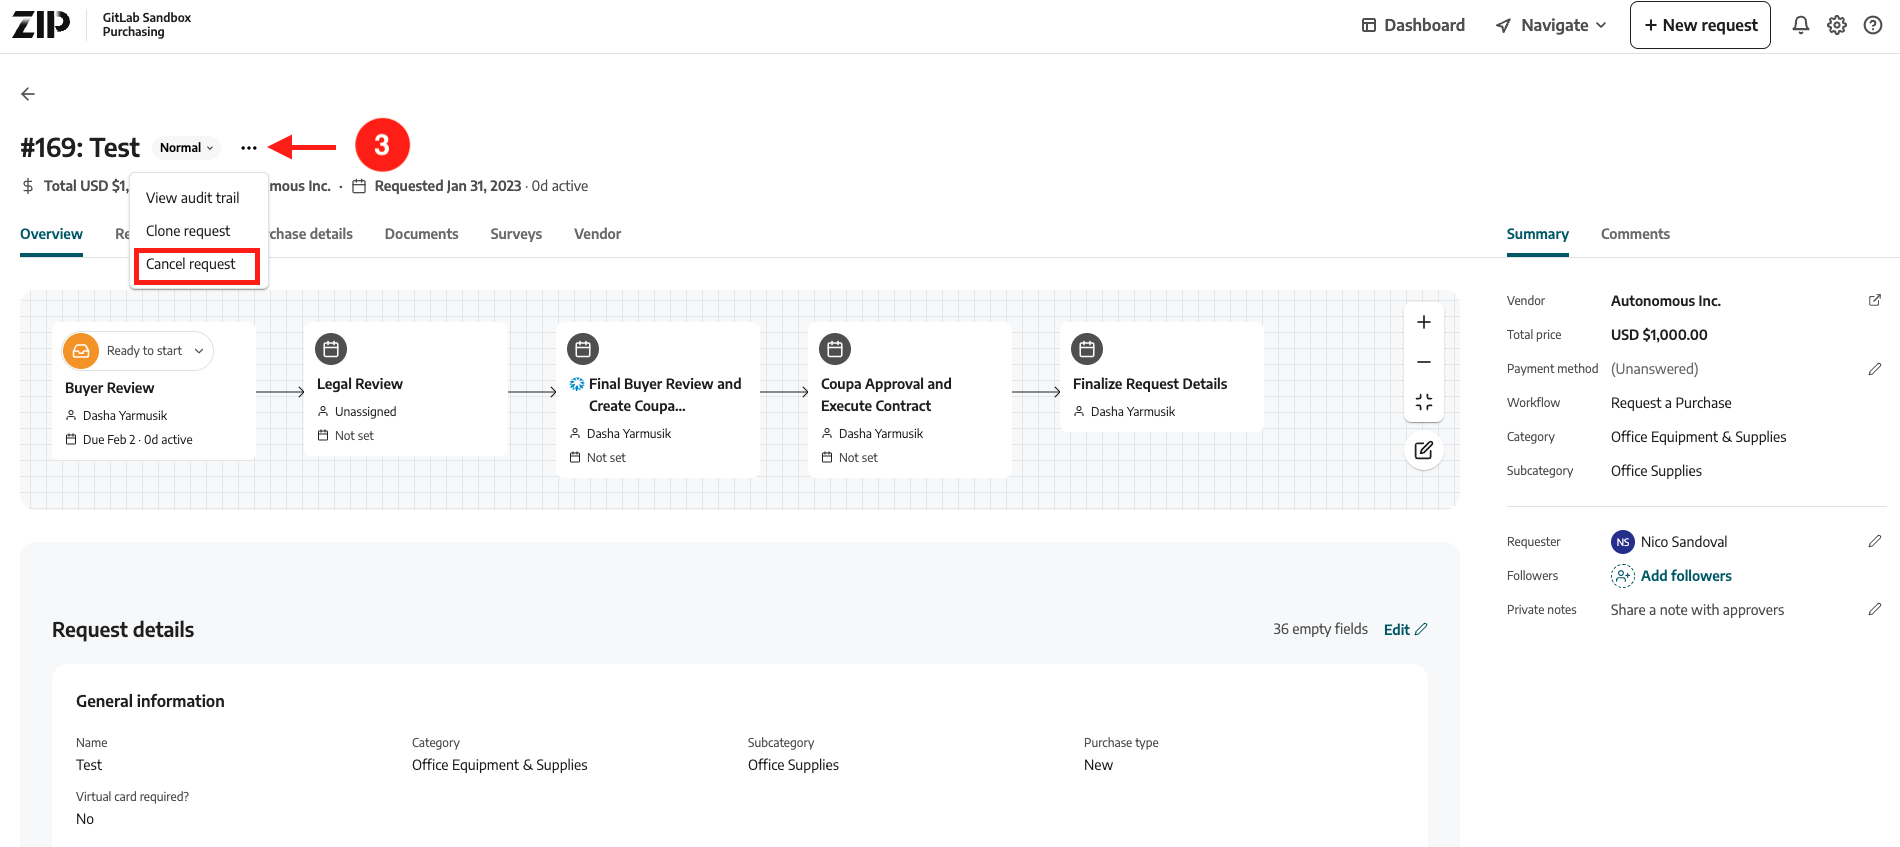 ZIP
GitLab Sandbox
Purchasing
Dashboard
Navigate
+ New request
#169: Test
Normal
3
Total USD $1,
mous Inc.
· Requested Jan 31, 2023 · 0d active
View audit trail
Clone request
Cancel request
Overview
Re
chase details
Documents
Surveys
Vendor
Summary
Comments
Ready to start
Buyer Review
Dasha Yarmusik
Due Feb 2 · 0d active
Legal Review
Unassigned
Not set
Final Buyer Review and
Create Coupa...
Dasha Yarmusik
Not set
Coupa Approval and
Execute Contract
Dasha Yarmusik
Not set
Finalize Request Details
Dasha Yarmusik
Vendor
Autonomous Inc.
Total price
USD $1,000.00
Payment method
(Unanswered)
Workflow
Request a Purchase
Category
Office Equipment & Supplies
Subcategory
Office Supplies
Requester
NS
Nico Sandoval
Followers
Add followers
Private notes
Share a note with approvers
Request details
36 empty fields
Edit
General information
Name
Test
Category
Office Equipment & Supplies
Subcategory
Office Supplies
Purchase type
New
Virtual card required?
No